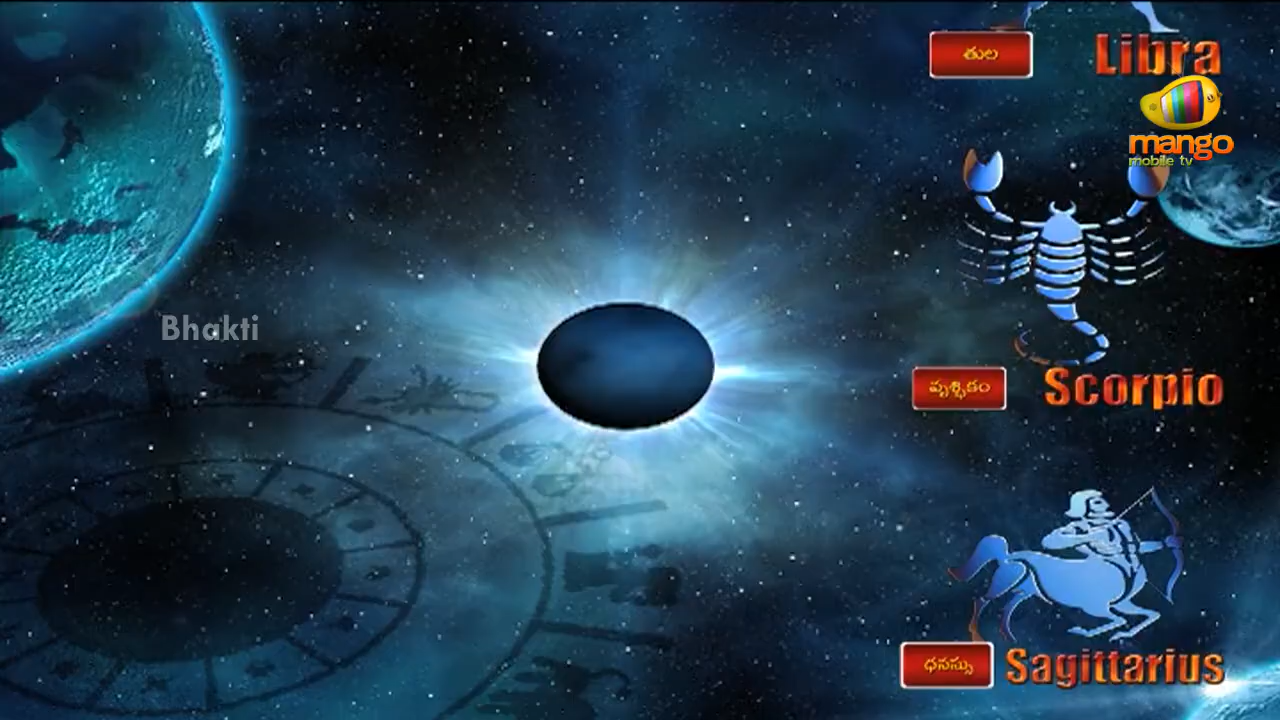 తుల
Libra
mango
mobile tv
Bhakti
వృశ్చికం
Scorpio
ధనస్సు
Sagittarius